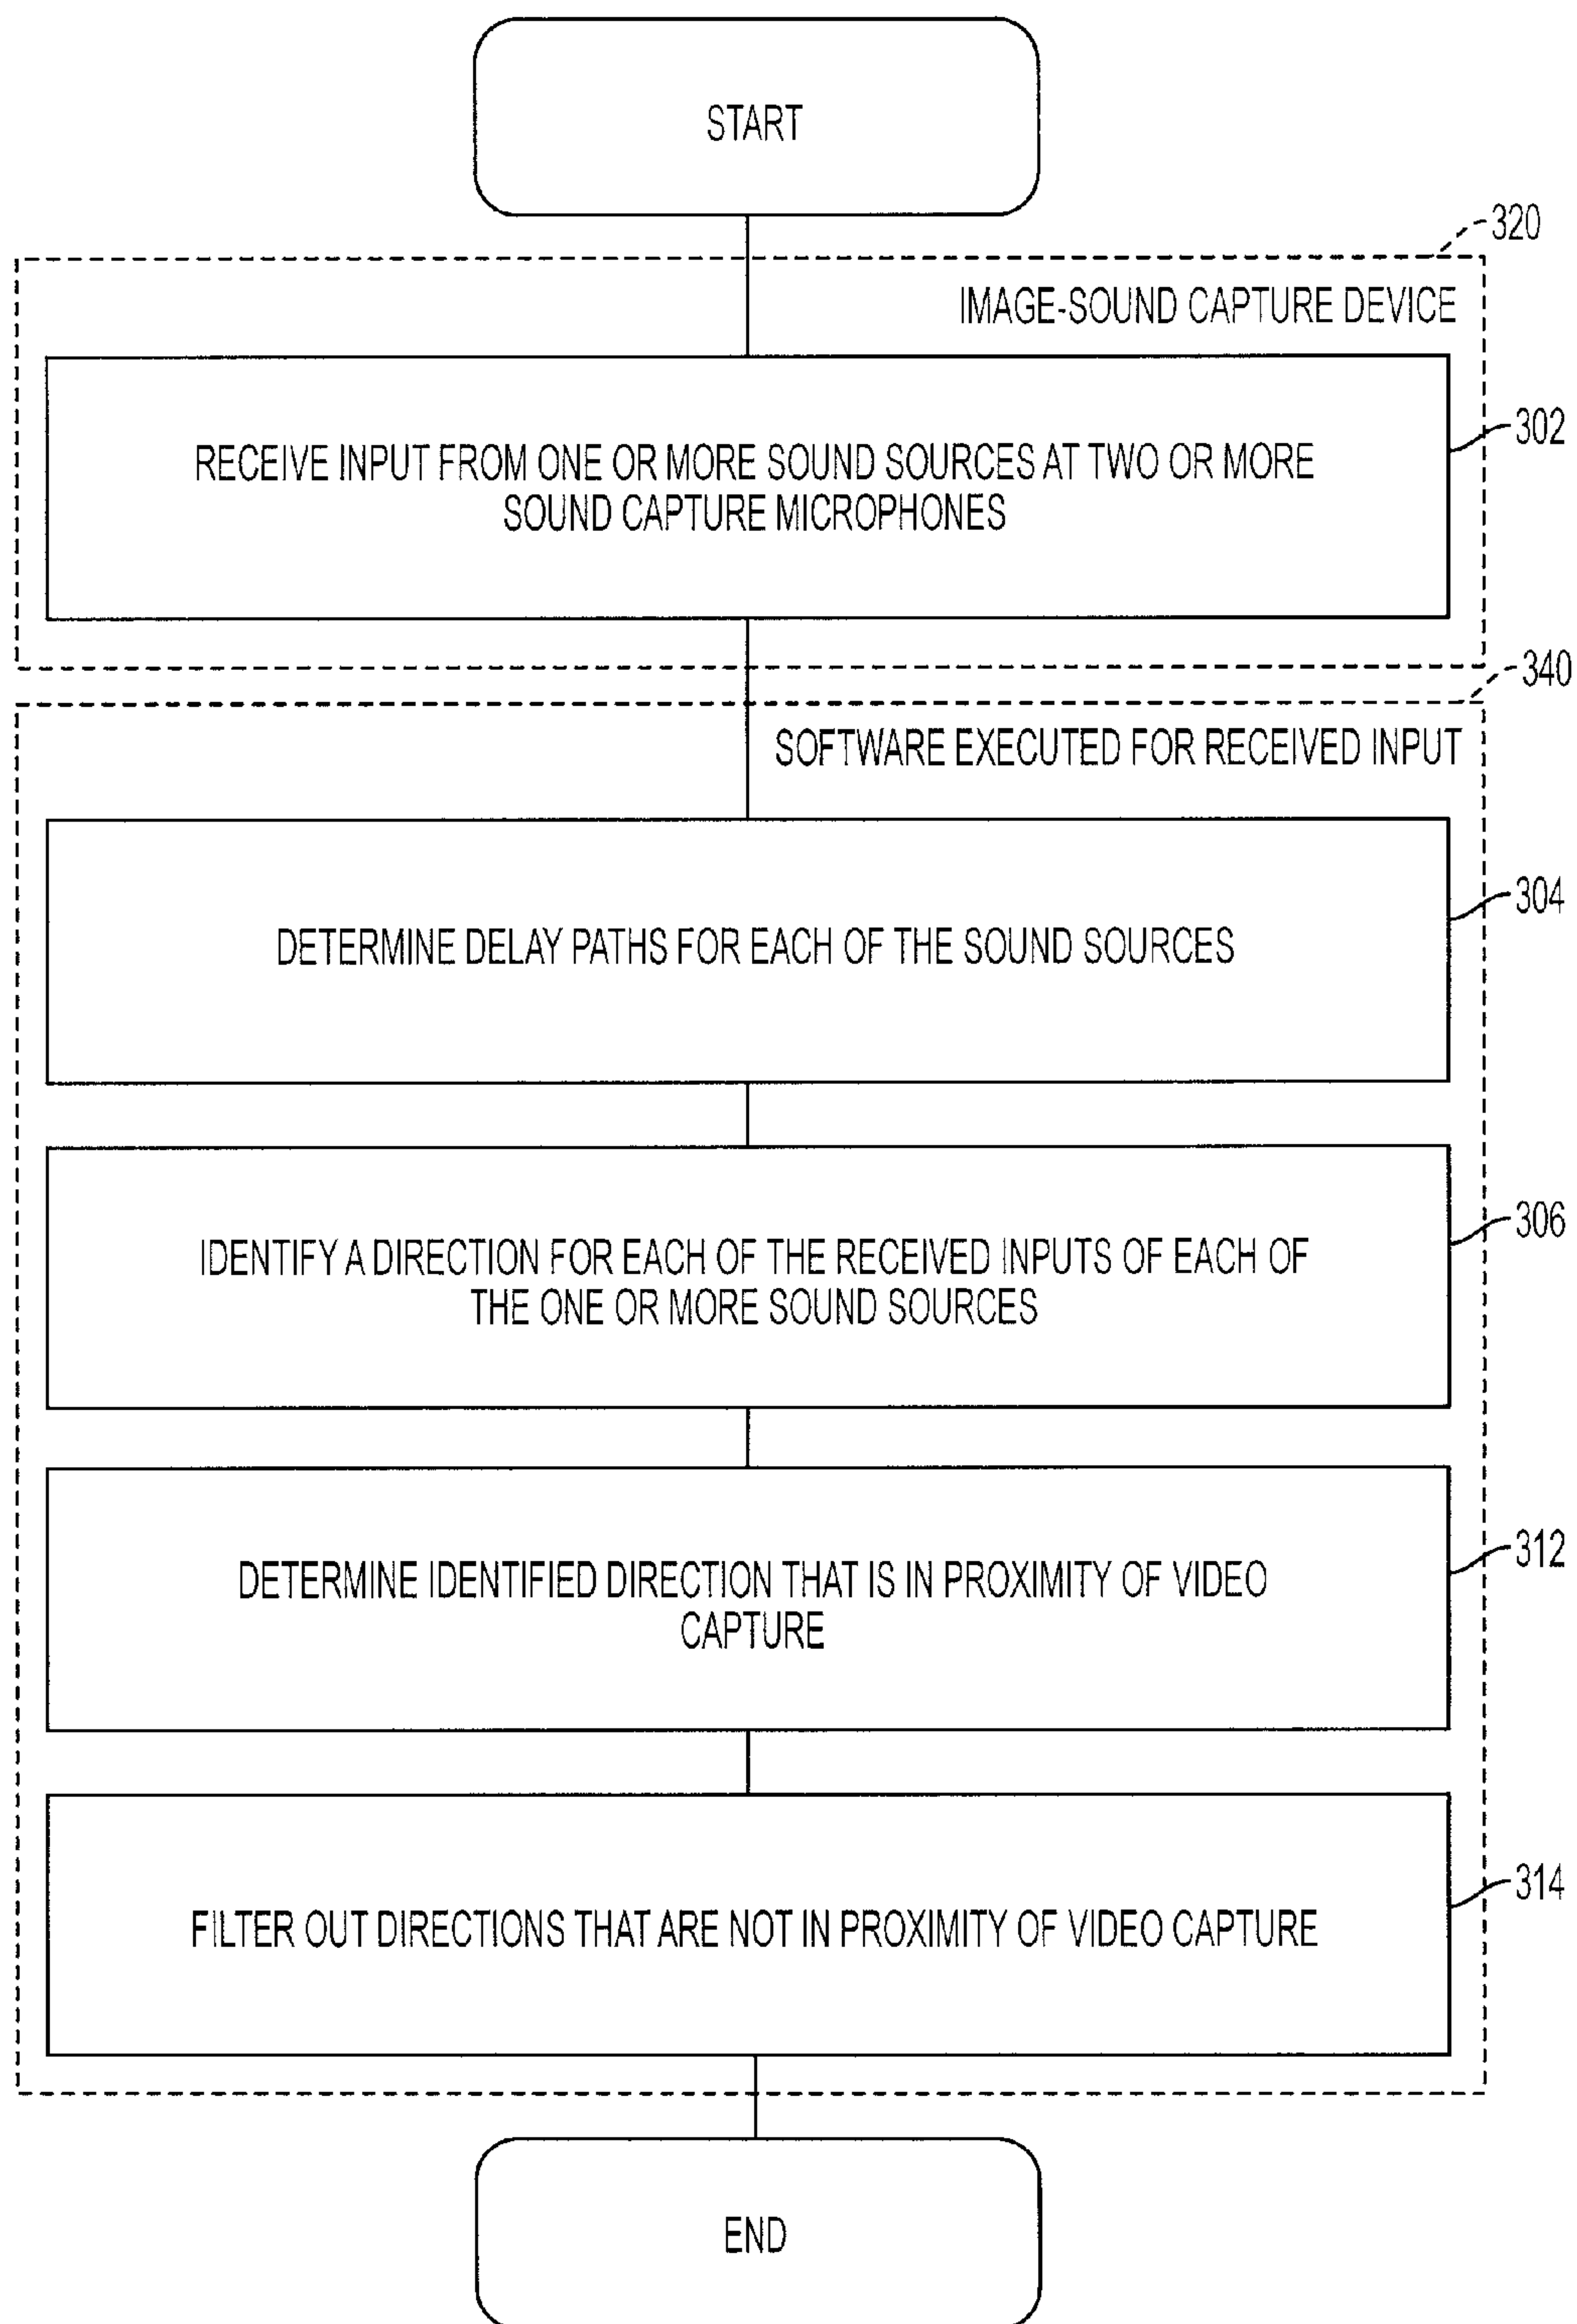 START
320
IMAGE-SOUND CAPTURE DEVICE
302
RECEIVE INPUT FROM ONE OR MORE SOUND SOURCES AT TWO OR MORE
SOUND CAPTURE MICROPHONES
340
SOFTWARE EXECUTED FOR RECEIVED INPUT
304
DETERMINE DELAY PATHS FOR EACH OF THE SOUND SOURCES
306
IDENTIFY A DIRECTION FOR EACH OF THE RECEIVED INPUTS OF EACH OF
THE ONE OR MORE SOUND SOURCES
312
DETERMINE IDENTIFIED DIRECTION THAT IS IN PROXIMITY OF VIDEO
CAPTURE
314
FILTER OUT DIRECTIONS THAT ARE NOT IN PROXIMITY OF VIDEO CAPTURE
END